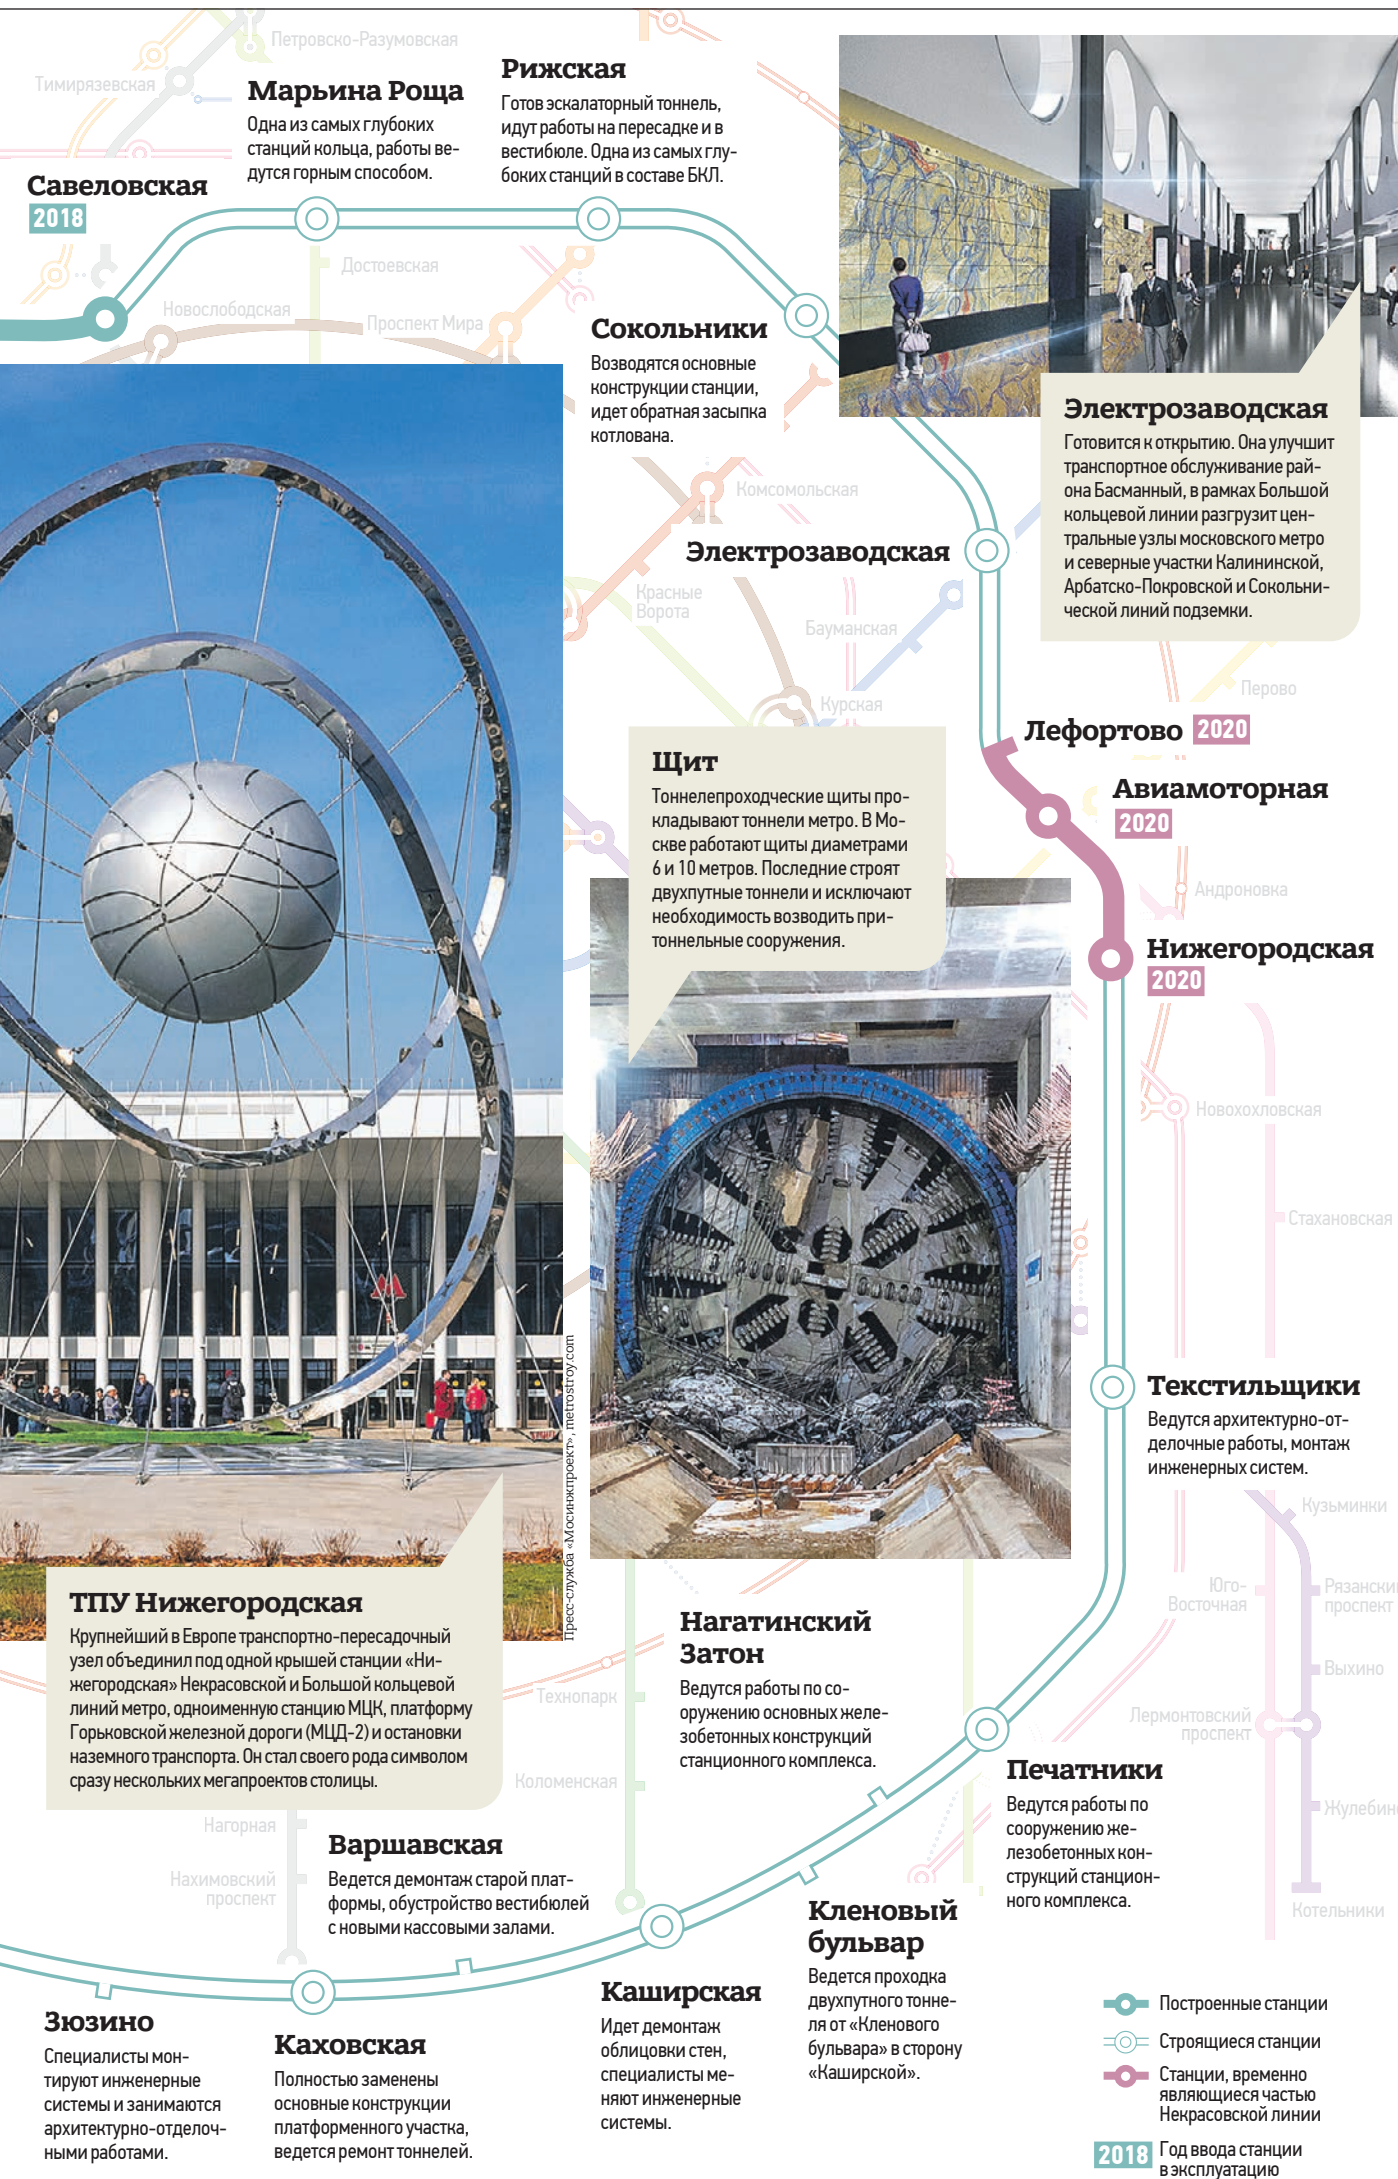 Петровско-Разумовская
Тимирязевская
Марьина Роща
Одна из самых глубоких
станций кольца, работы ве-
дутся горным способом.
Рижская
Готов эскалаторный тоннель,
идут работы на пересадке и в
вестибюле. Одна из самых глу-
боких станций в составе БКЛ.
Савеловская
2018
Достоевская
Новослободская
Проспект Мира
Сокольники
Возводятся основные
конструкции станции,
идет обратная засыпка
котлована.
Электрозаводская
Готовится к открытию. Она улучшит
транспортное обслуживание рай-
она Басманный, в рамках Большой
кольцевой линии разгрузит цен-
тральные узлы московского метро
и северные участки Калининской,
Арбатско-Покровской и Сокольни-
ческой линий подземки.
Комсомольская
Электрозаводская
Красные
Ворота
Бауманская
Курская
Перово
Лефортово 2020
Щит
Тоннелепроходческие щиты про-
кладывают тоннели метро. В Мо-
скве работают щиты диаметрами
6 и 10 метров. Последние строят
двухпутные тоннели и исключают
необходимость возводить при-
тоннельные сооружения.
Авиамоторная
2020
Андроновка
Нижегородская
2020
Новохохловская
Стахановская
Текстильщики
Ведутся архитектурно-от-
делочные работы, монтаж
инженерных систем.
Кузьминки
Пресс-служба «Мосинжпроект», metrostroy.com
Юго-
Восточная
Рязански
проспект
Выхино
ТПУ Нижегородская
Крупнейший в Европе транспортно-пересадочный
узел объединил под одной крышей станции «Ни-
жегородская» Некрасовской и Большой кольцевой
линий метро, одноименную станцию МЦК, платформу
Горьковской железной дороги (МЦД-2) и остановки
наземного транспорта. Он стал своего рода символом
сразу нескольких мегапроектов столицы.
Нагатинский
Затон
Ведутся работы по со-
оружению основных желе-
зобетонных конструкций
станционного комплекса.
Технопарк
Лермонтовский
проспект
Коломенская
Печатники
Ведутся работы по
сооружению же-
лезобетонных кон-
струкций станцион-
ного комплекса.
Жулебин
Нагорная
Нахимовский
проспект
Варшавская
Ведется демонтаж старой плат-
формы, обустройство вестибюлей
с новыми кассовыми залами.
Котельники
Кленовый
бульвар
Ведется проходка
двухпутного тонне-
ля от «Кленового
бульвара» в сторону
«Каширской».
Каширская
Идет демонтаж
облицовки стен,
специалисты ме-
няют инженерные
системы.
Зюзино
Специалисты мон-
тируют инженерные
системы и занимаются
архитектурно-отделоч-
ными работами.
Каховская
Полностью заменены
основные конструкции
платформенного участка,
ведется ремонт тоннелей.
Построенные станции
Строящиеся станции
Станции, временно
являющиеся частью
Некрасовской линии
2018 Год ввода станции
в эксплуатацию